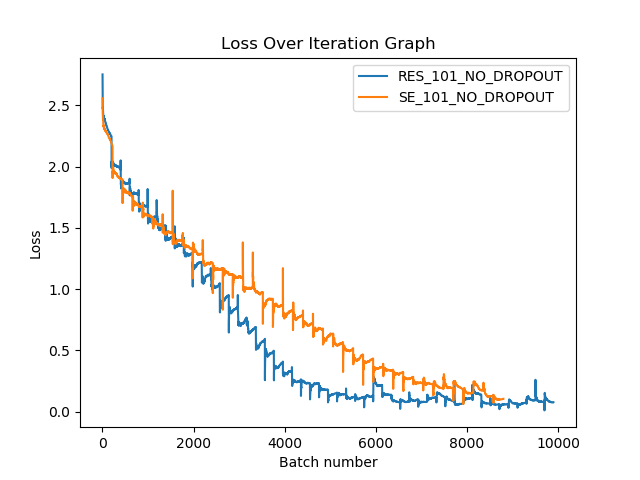 Loss Over Iteration Graph
RES_101_NO_DROPOUT
SE_101_NO_DROPOUT
2.5
2.0
1.5
1.0
0.5
0.0
Loss
0
2000
4000
6000
8000
10000
Batch number